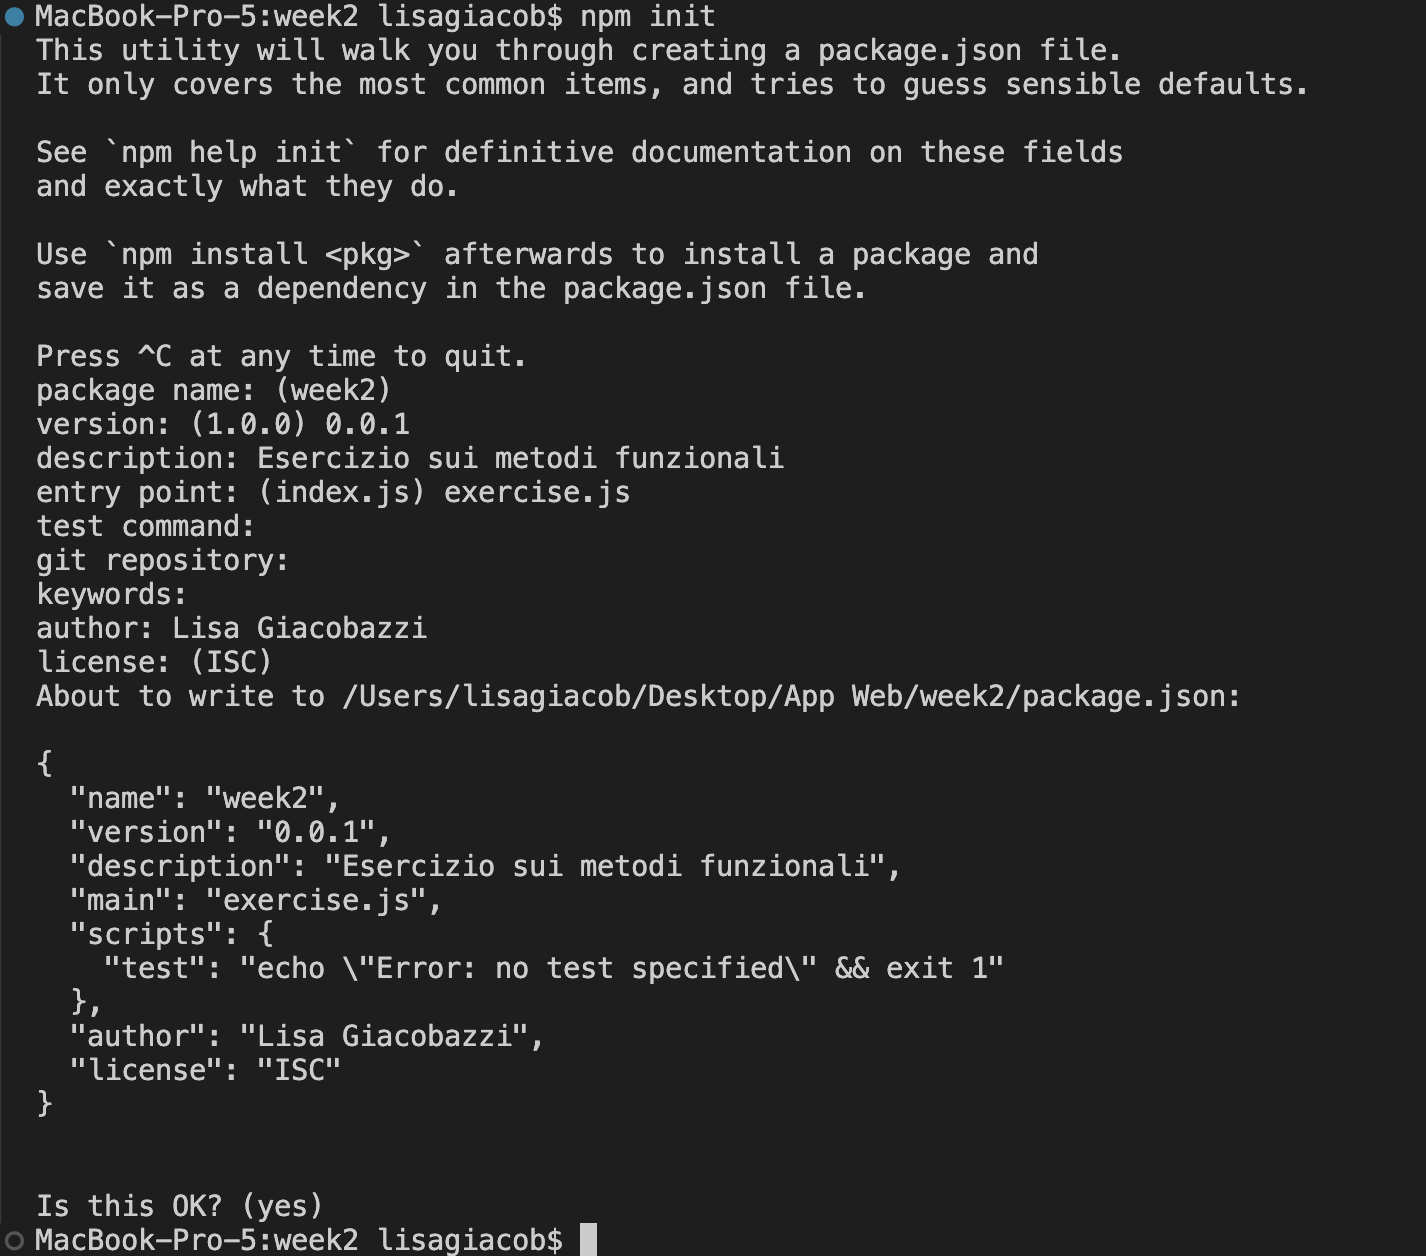 MacBook-Pro-5:week2 lisagiacob$ npm init
This utility will walk you through creating a package.json file.
It only covers the most common items, and tries to guess sensible defaults.
See `npm help init` for definitive documentation on these fields
and exactly what they do.
Use `npm install <pkg>` afterwards to install a package and
save it as a dependency in the package.json file.
Press ^C at any time to quit.
package name: (week2)
version: (1.0.0) 0.0.1
description: Esercizio sui metodi funzionali
entry point: (index.js) exercise.js
test command:
git repository:
keywords:
author: Lisa Giacobazzi
license: (ISC)
About to write to /Users/lisagiacob/Desktop/App Web/week2/package.json:
{
  "name": "week2",
  "version": "0.0.1",
  "description": "Esercizio sui metodi funzionali",
  "main": "exercise.js",
  "scripts": {
    "test": "echo \"Error: no test specified\" && exit 1"
  },
  "author": "Lisa Giacobazzi",
  "license": "ISC"
}
Is this OK? (yes)
MacBook-Pro-5:week2 lisagiacob$